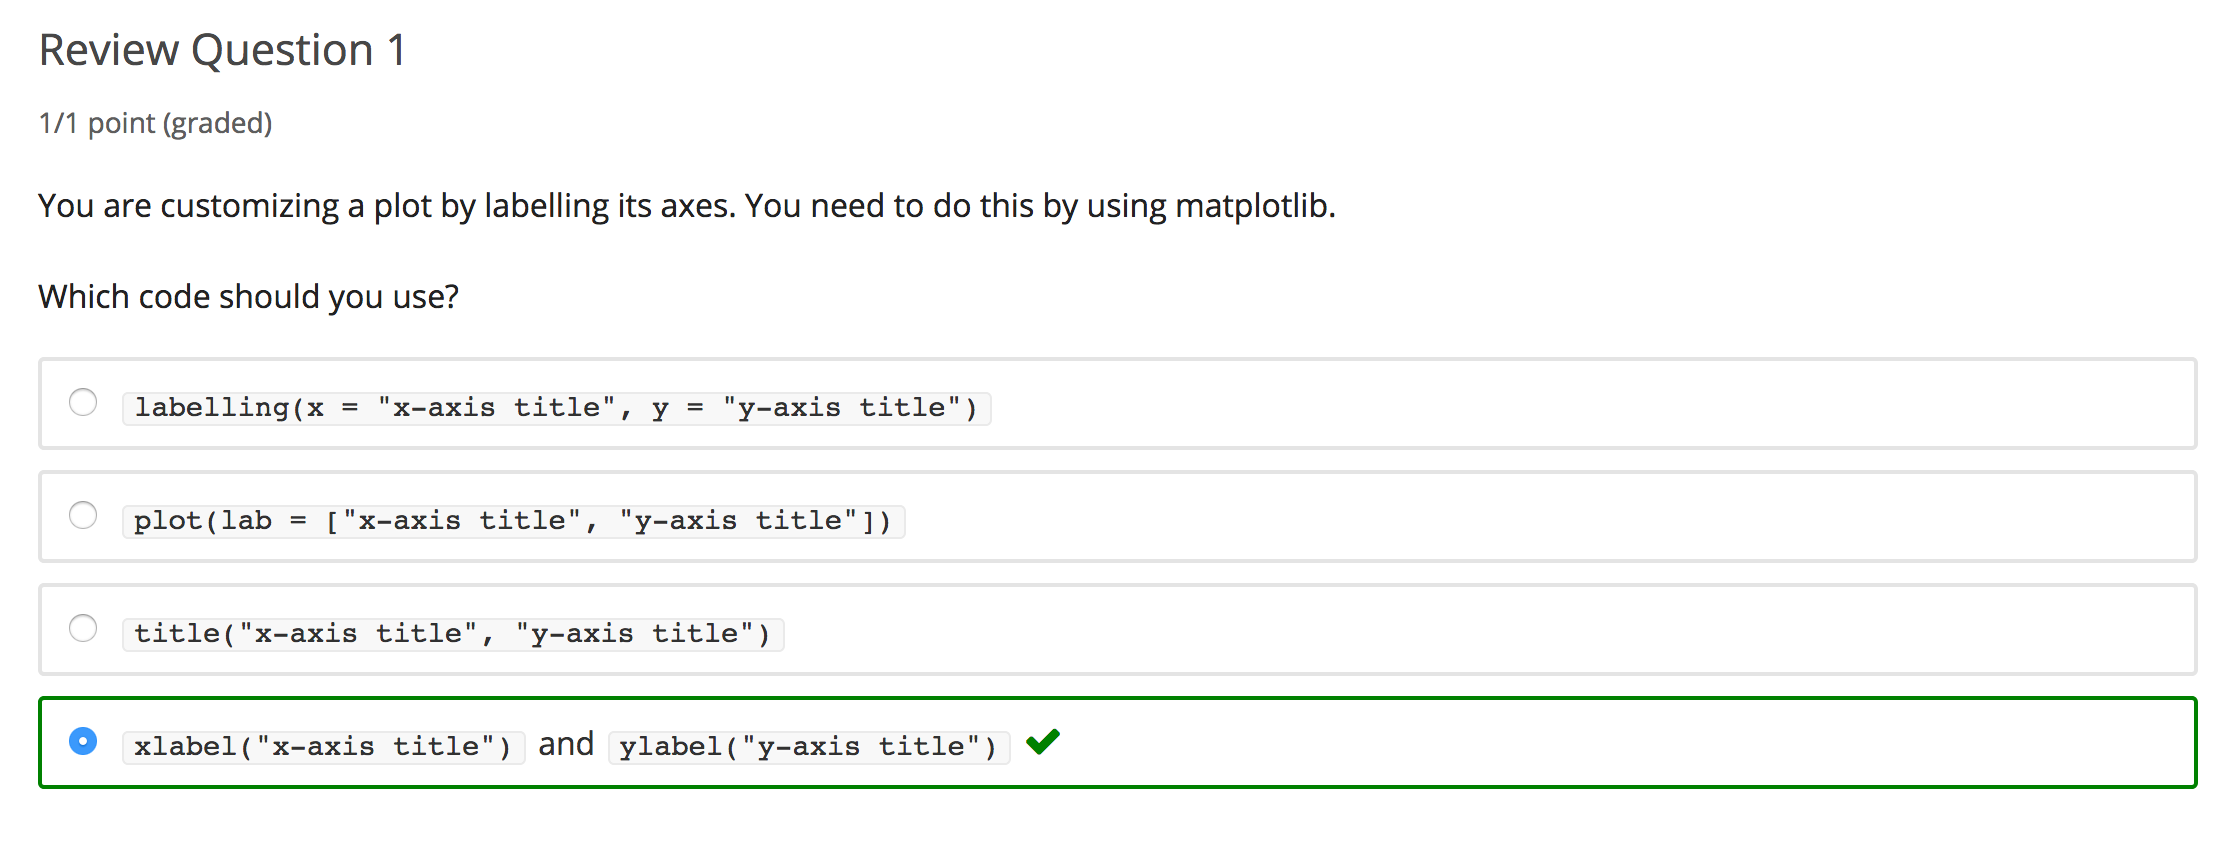 Review Question 1
1/1 point (graded)
You are customizing a plot by labelling its axes. You need to do this by using matplotlib.
Which code should you use?
labelling(x = "x-axis title", y = "y-axis title")
plot(lab = ["x-axis title", "y-axis title"])
title("x-axis title", "y-axis title")
xlabel("x-axis title") and ylabel("y-axis title")